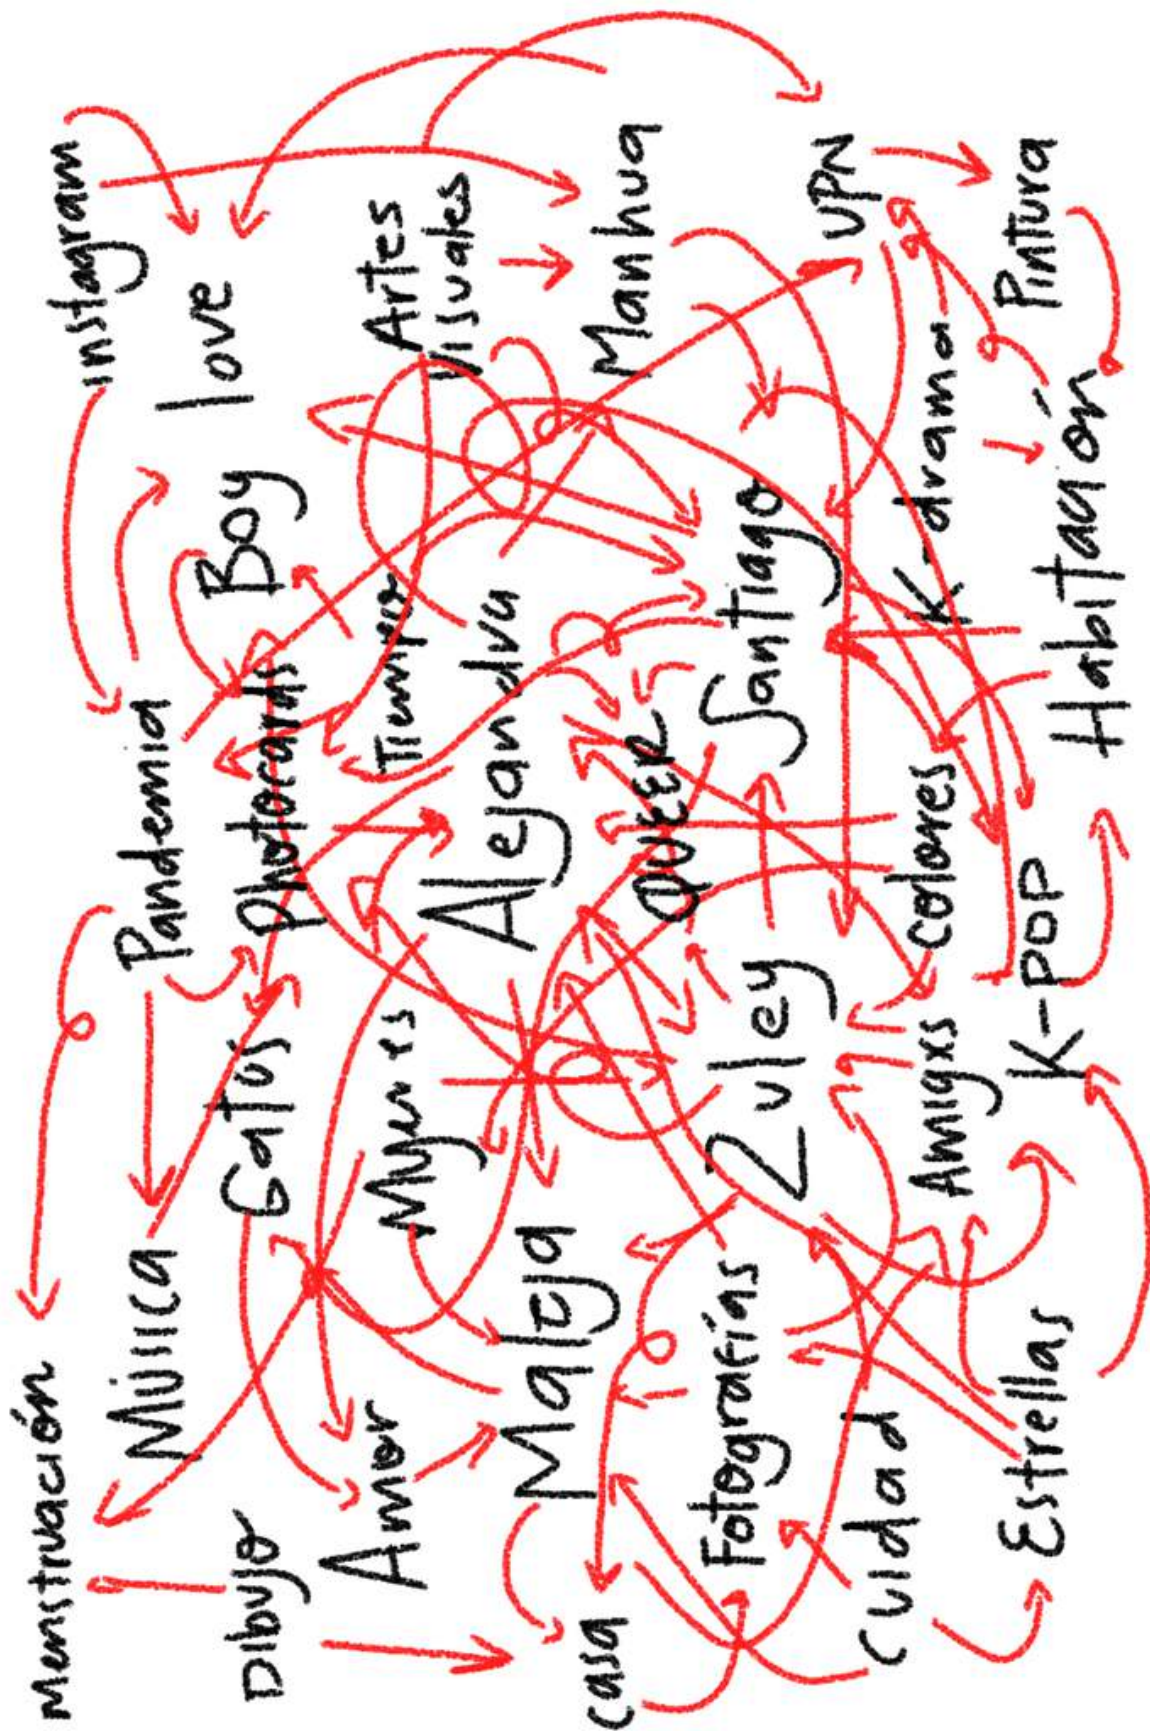 Menstruación
instagram
Música
Pandemia
love
Dibujo
Gatos
Photocards
Boy
Amor
Mujeres
Tiempo
Artes
Visuales
Maleja
Alejandra
casa
Manhua
Fotografías
QUEER
Zuley
Santiago
UPN
Cuidad
Amigxs
colores
K-drama
Estrellas
K-POP
Habitación
Pintura